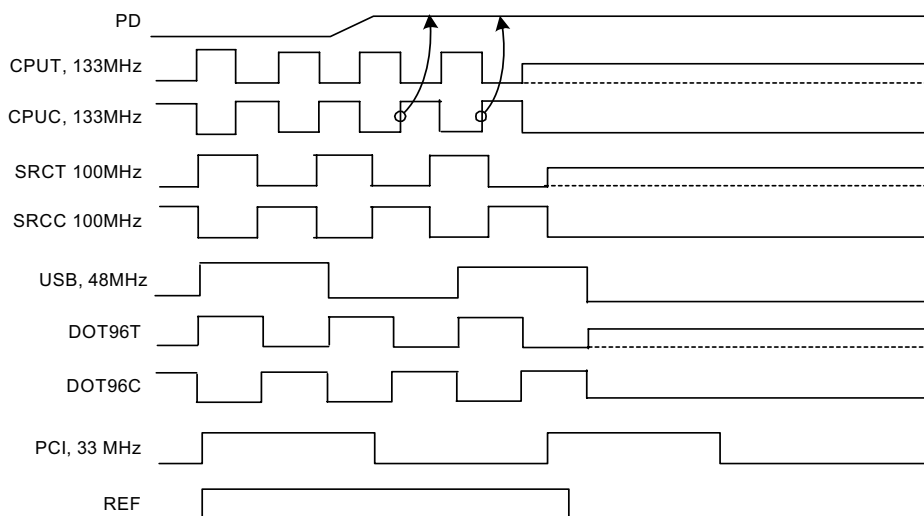 PD
CPUT, 133MHz
CPUC, 133MHz
SRCT 100MHz
SRCC 100MHz
USB, 48MHz
DOT96T
DOT96C
PCI, 33 MHz
REF